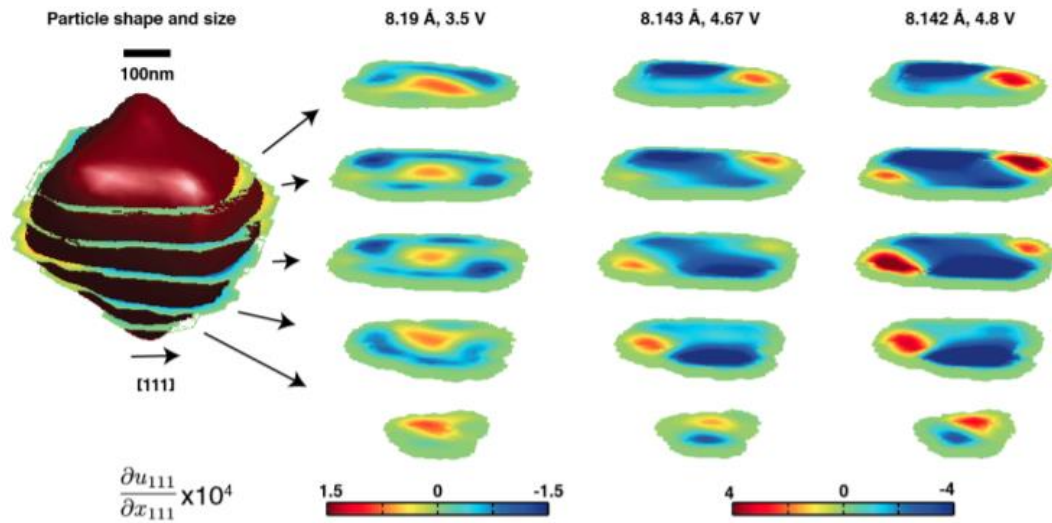 Particle shape and size 8.19 Å, 3.5 V 8.143 Å, 4.67 V 8.142 Å, 4.8 V
100nm
[111]
∂u₁₁₁/∂x₁₁₁ x10⁴
1.5 0 -1.5 4 0 -4